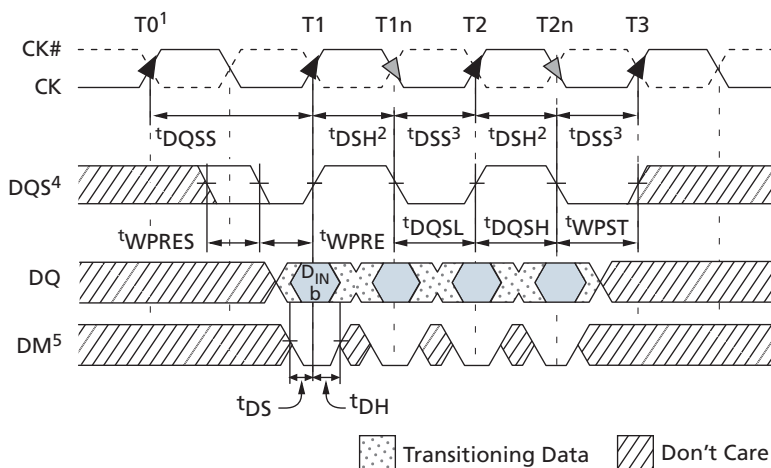 T0¹ T1 T1n T2 T2n T3
CK#
CK
tDQSS tDSH² tDSS³ tDSH² tDSS³
DQS⁴
tWPRES tWPRE tDQSL tDQSH tWPST
DQ
DIN
b
DM⁵
tDS tDH
Transitioning Data Don't Care